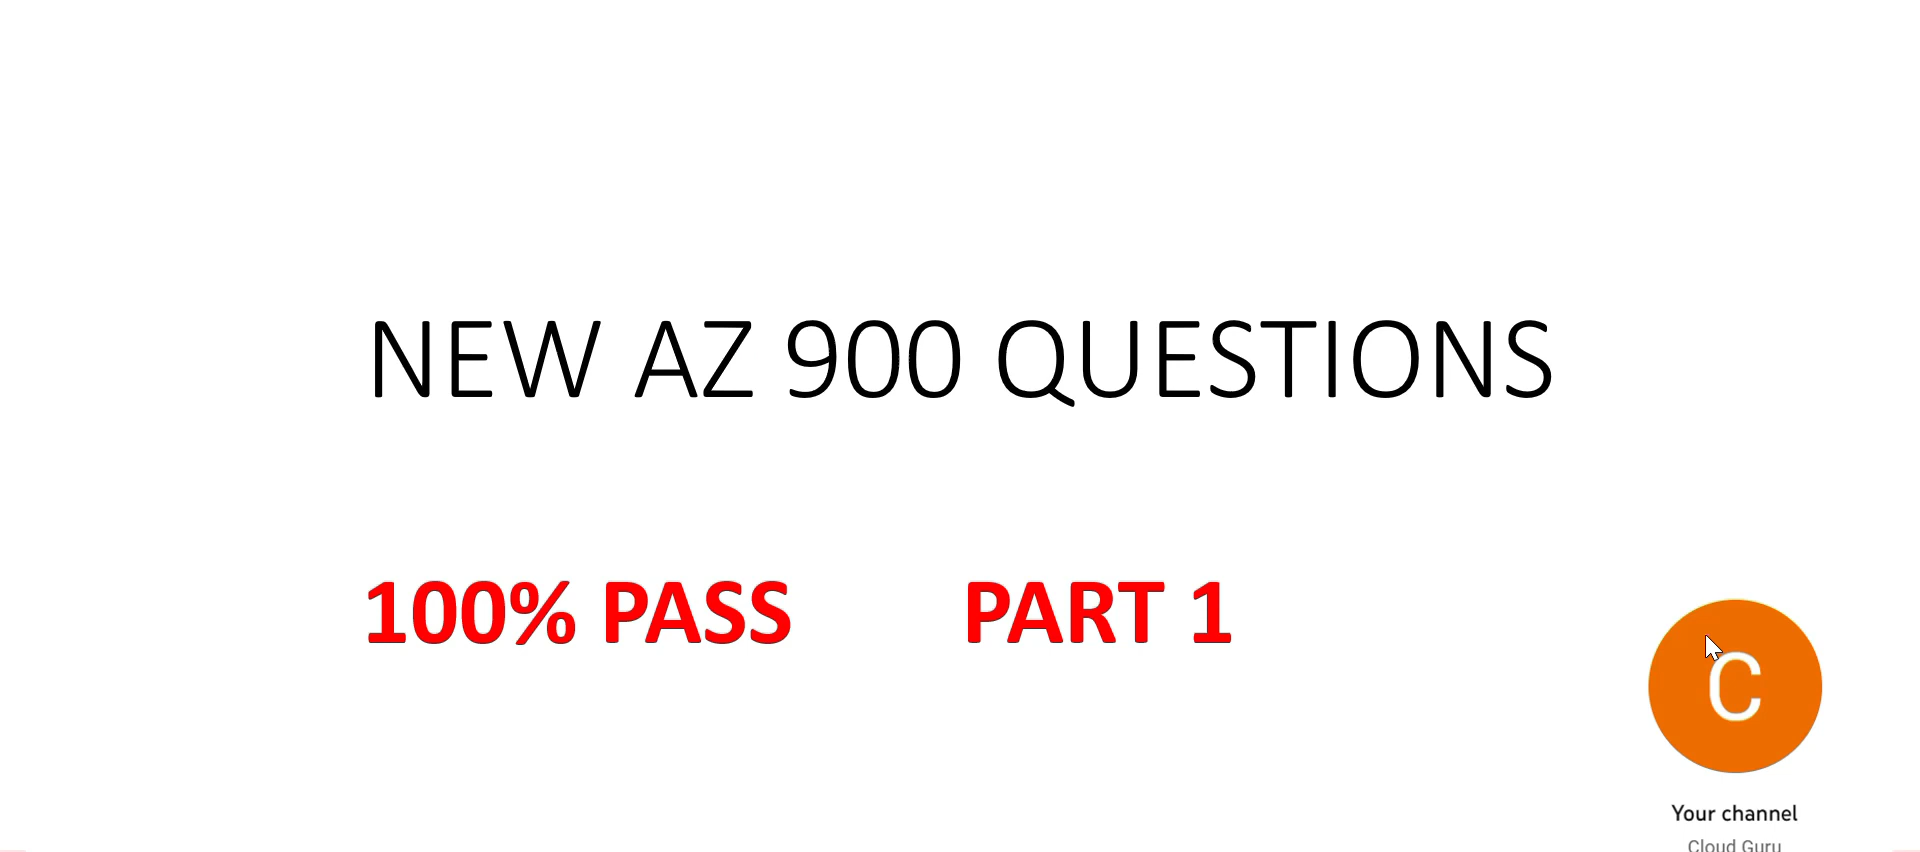 NEW AZ 900 QUESTIONS
100% PASS PART 1
C
Your channel
Cloud Guru